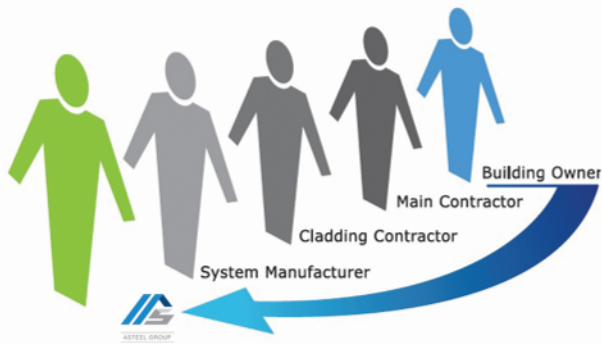 Building Owner
Main Contractor
Cladding Contractor
System Manufacturer
ASTEEL GROUP